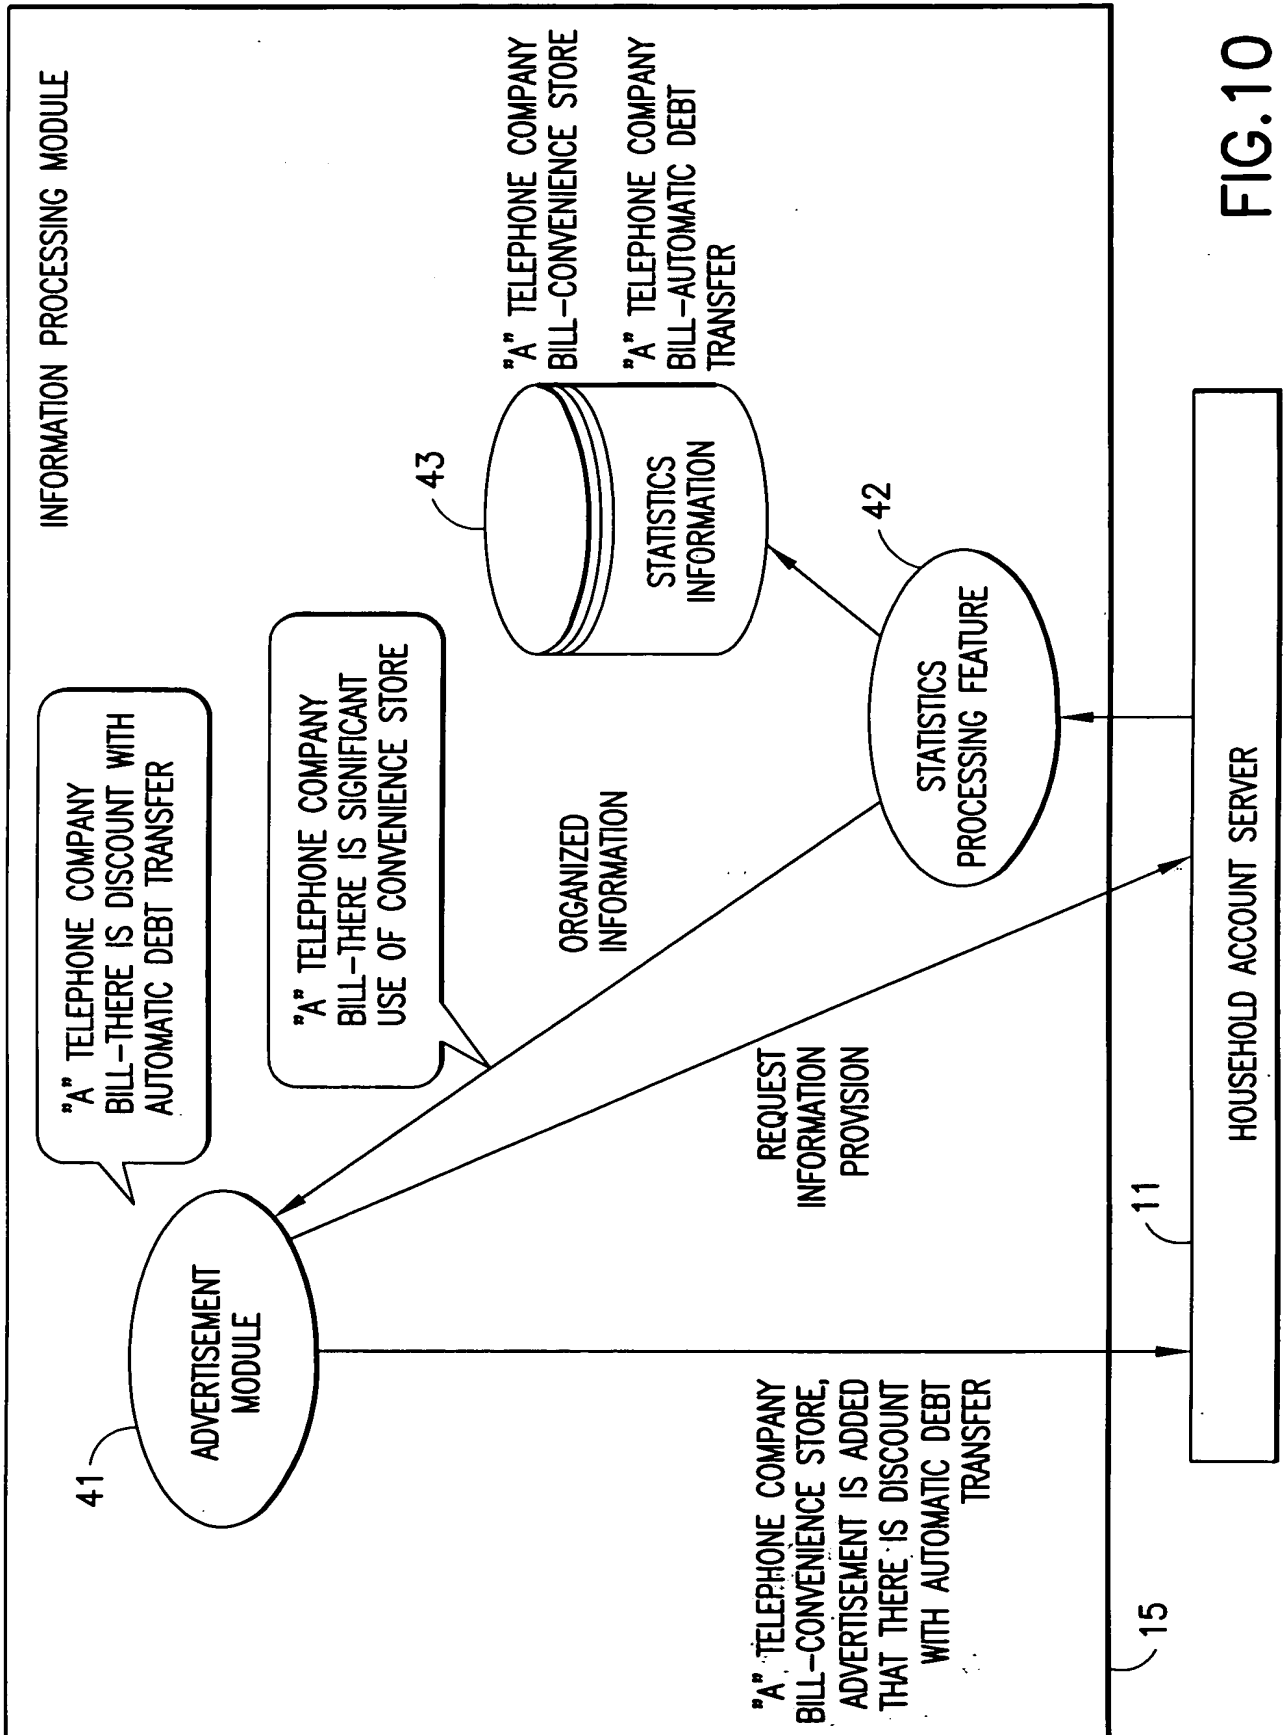 INFORMATION PROCESSING MODULE
"A" TELEPHONE COMPANY
BILL-THERE IS DISCOUNT WITH
AUTOMATIC DEBT TRANSFER
41
ADVERTISEMENT
MODULE
"A" TELEPHONE COMPANY
BILL-THERE IS SIGNIFICANT
USE OF CONVENIENCE STORE
43
STATISTICS
INFORMATION
"A" TELEPHONE COMPANY
BILL-CONVENIENCE STORE
"A" TELEPHONE COMPANY
BILL-AUTOMATIC DEBT
TRANSFER
ORGANIZED
INFORMATION
42
STATISTICS
PROCESSING FEATURE
REQUEST
INFORMATION
PROVISION
"A" TELEPHONE COMPANY
BILL-CONVENIENCE STORE,
ADVERTISEMENT IS ADDED
THAT THERE IS DISCOUNT
WITH AUTOMATIC DEBT
TRANSFER
15
11
HOUSEHOLD ACCOUNT SERVER
FIG.10